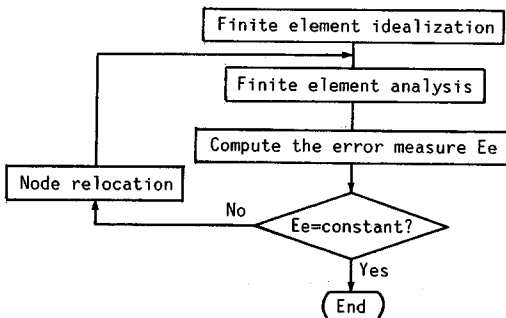 Finite element idealization
Finite element analysis
Compute the error measure Ee
Node relocation
No
Ee=constant?
Yes
End